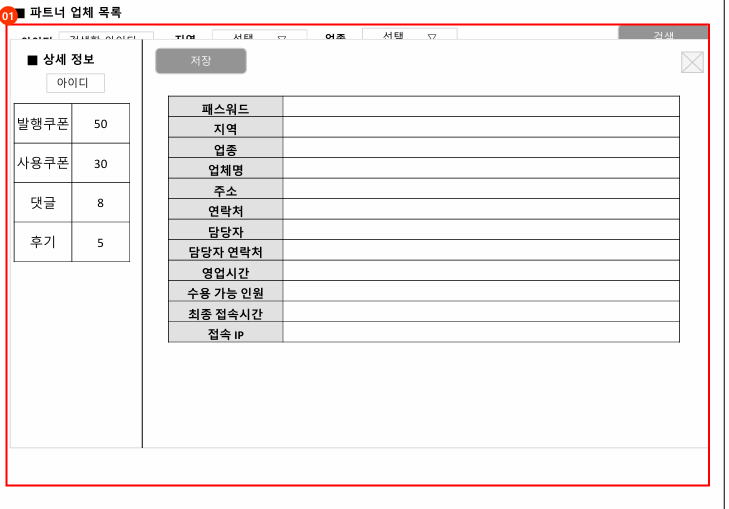 01
■ 파트너 업체 목록
아이디 검색할 아이디 지역 선택 ▽ 업종 선택 ▽ 검색
■ 상세 정보
아이디
발행쿠폰 50
사용쿠폰 30
댓글 8
후기 5
저장
패스워드
지역
업종
업체명
주소
연락처
담당자
담당자 연락처
영업시간
수용 가능 인원
최종 접속시간
접속 IP